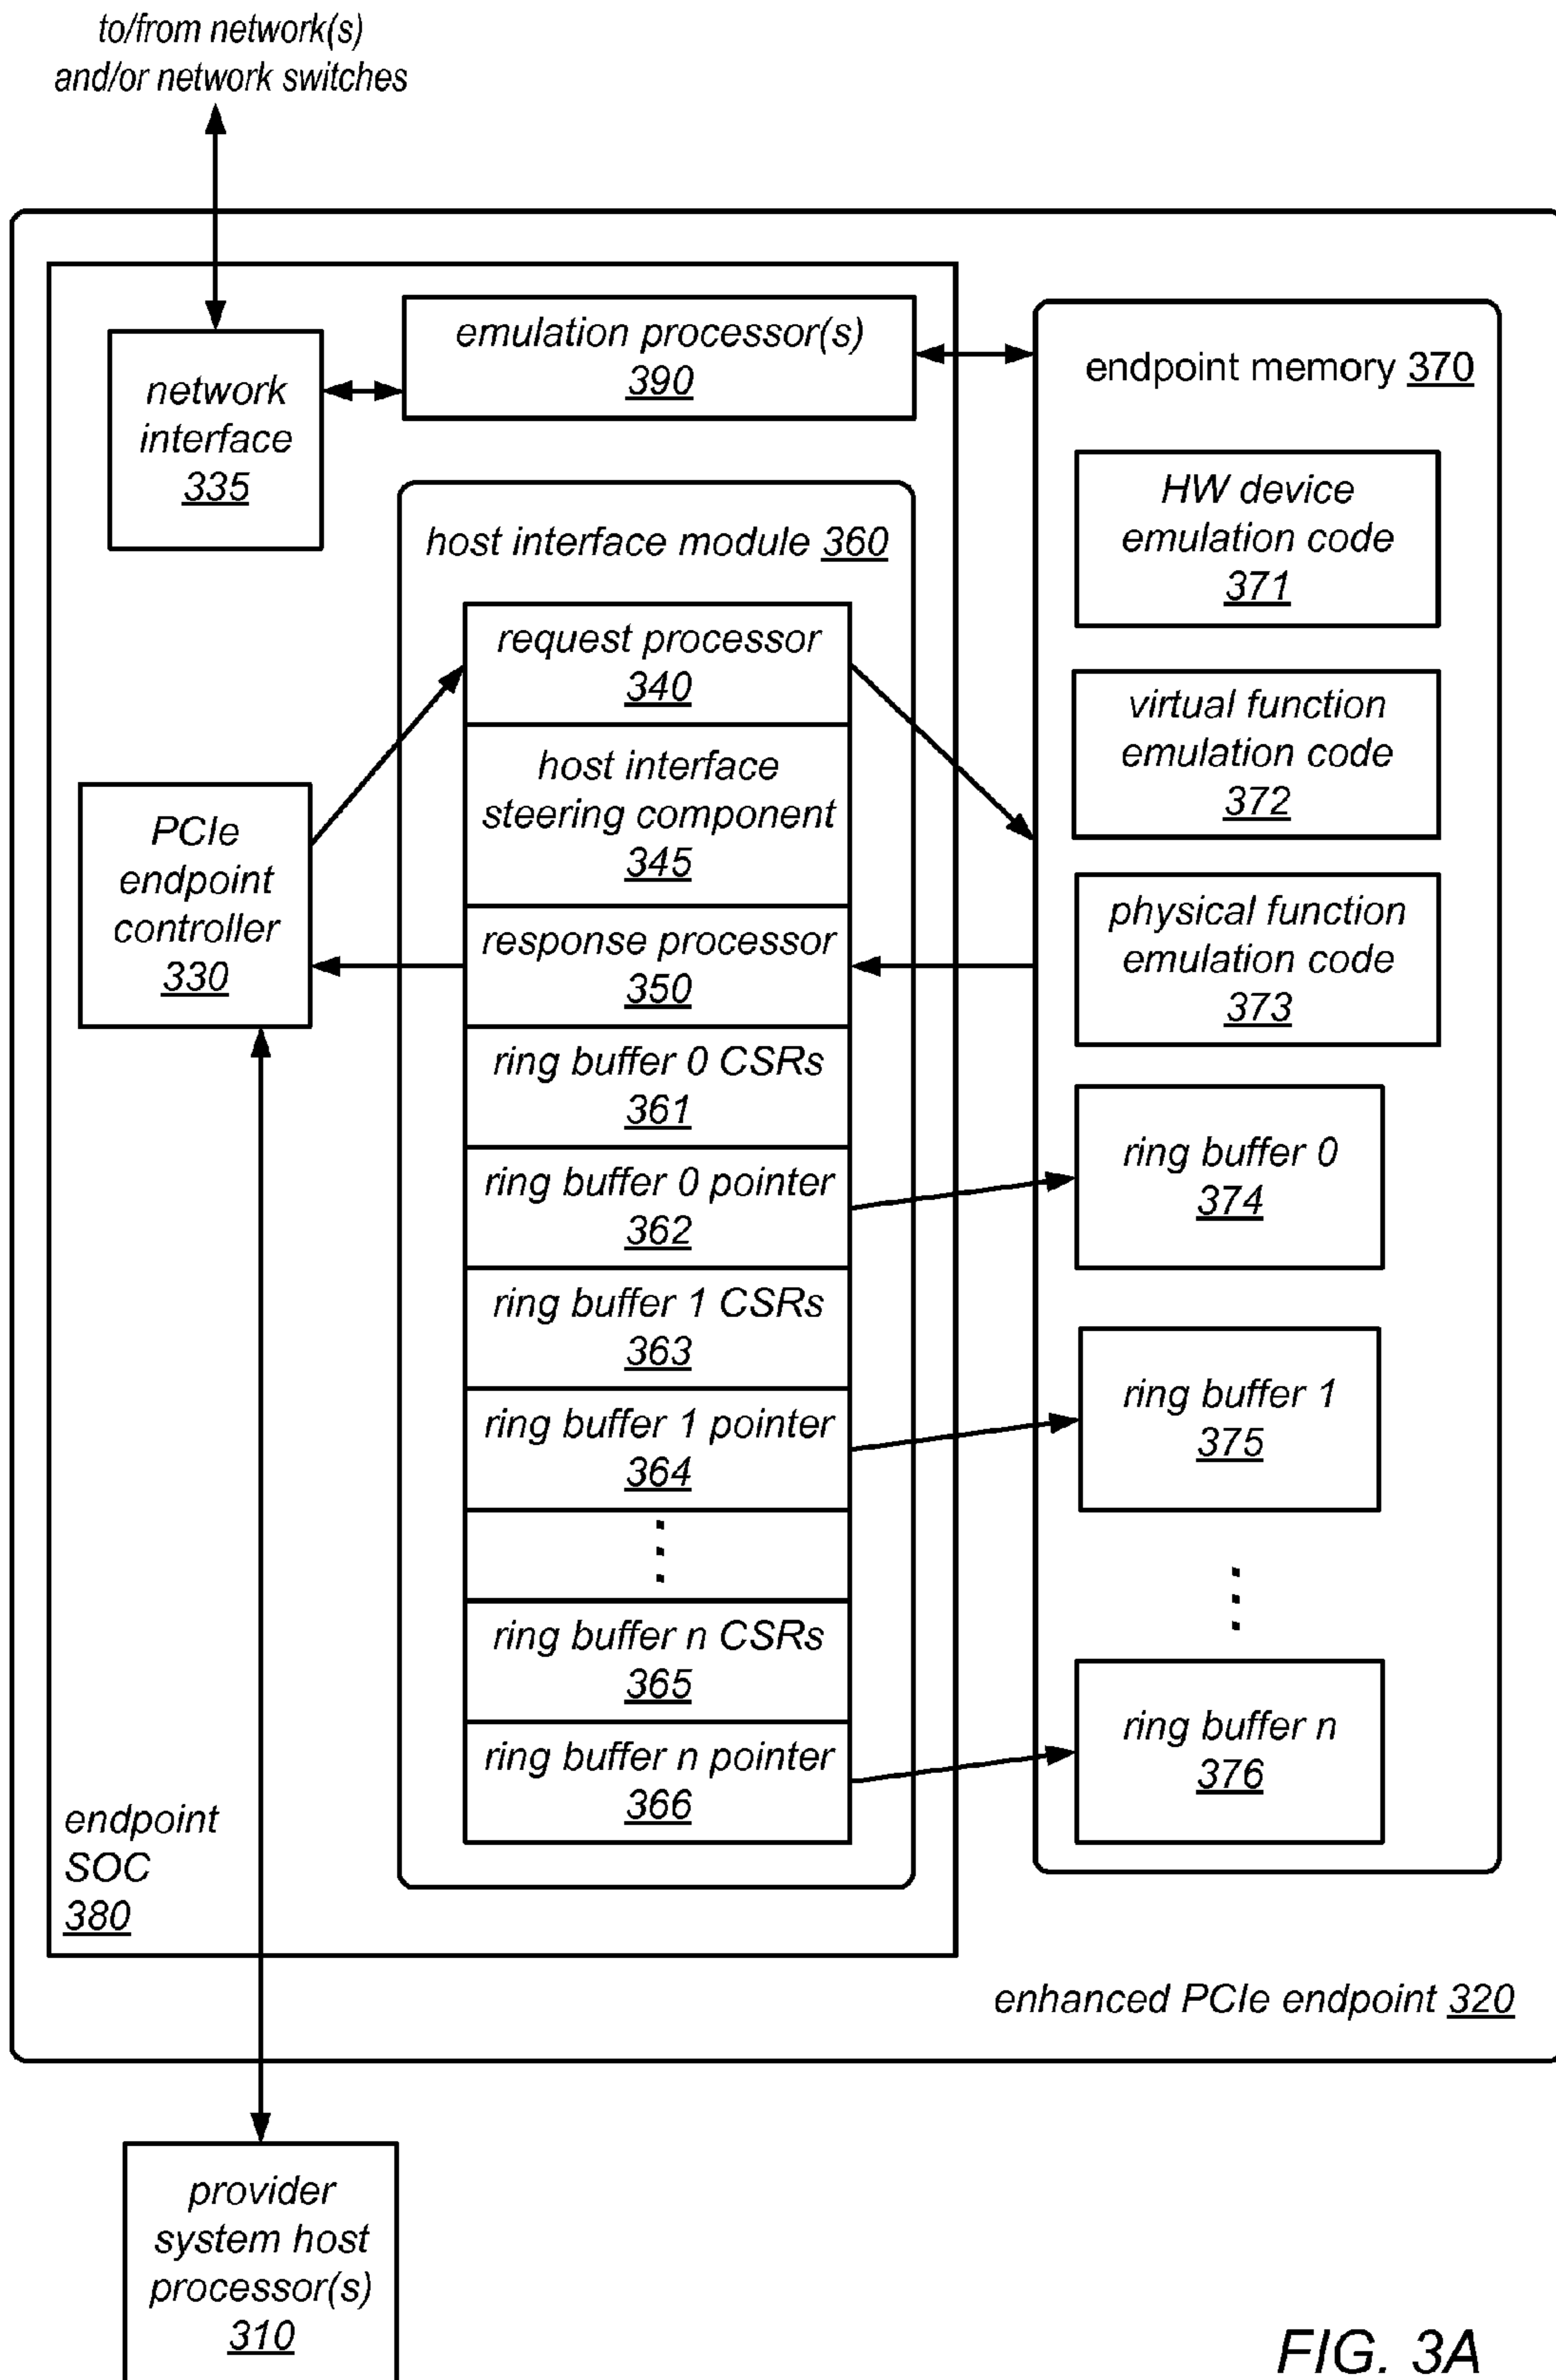 to/from network(s)
and/or network switches
network
interface
335
emulation processor(s)
390
endpoint memory 370
HW device
emulation code
371
virtual function
emulation code
372
physical function
emulation code
373
ring buffer 0
374
ring buffer 1
375
ring buffer n
376
host interface module 360
request processor
340
host interface
steering component
345
response processor
350
ring buffer 0 CSRs
361
ring buffer 0 pointer
362
ring buffer 1 CSRs
363
ring buffer 1 pointer
364
ring buffer n CSRs
365
ring buffer n pointer
366
PCIe
endpoint
controller
330
endpoint
SOC
380
enhanced PCIe endpoint 320
provider
system host
processor(s)
310
FIG. 3A